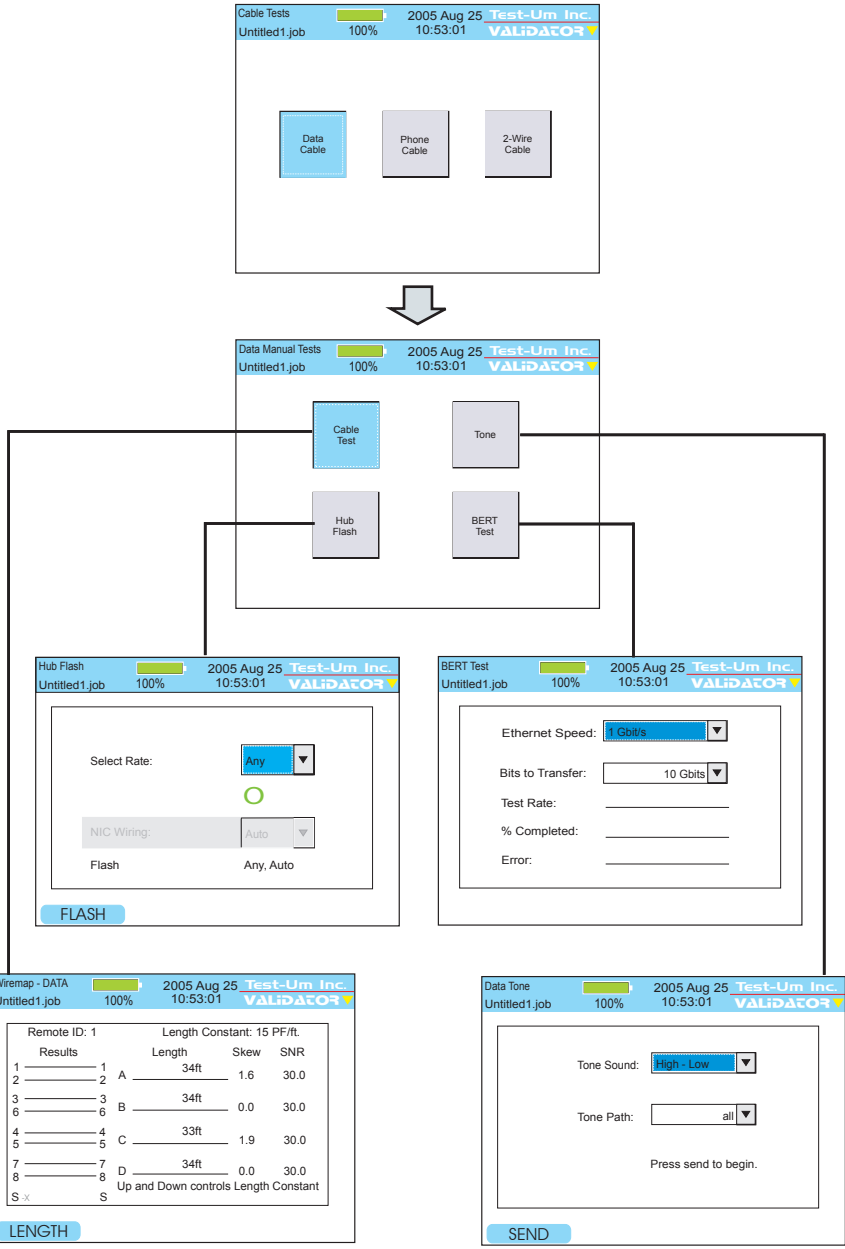 Cable Tests 2005 Aug 25 Test-Um Inc.
Untitled1.job 100% 10:53:01 VALiDATOR
Data Cable
Phone Cable
2-Wire Cable
Data Manual Tests 2005 Aug 25 Test-Um Inc.
Untitled1.job 100% 10:53:01 VALiDATOR
Cable Test
Tone
Hub Flash
BERT Test
Hub Flash 2005 Aug 25 Test-Um Inc.
Untitled1.job 100% 10:53:01 VALiDATOR
Select Rate: Any
O
NIC Wiring: Auto
Flash Any, Auto
FLASH
BERT Test 2005 Aug 25 Test-Um Inc.
Untitled1.job 100% 10:53:01 VALiDATOR
Ethernet Speed: 1 Gbit/s
Bits to Transfer: 10 Gbits
Test Rate:
% Completed:
Error:
Wiremap - DATA 2005 Aug 25 Test-Um Inc.
Untitled1.job 100% 10:53:01 VALiDATOR
Remote ID: 1 Length Constant: 15 PF/ft.
Results Length Skew SNR
1 1
2 2 A 34ft 1.6 30.0
3 3
6 6 B 34ft 0.0 30.0
4 4
5 5 C 33ft 1.9 30.0
7 7
8 8 D 34ft 0.0 30.0
Up and Down controls Length Constant
S -X S
LENGTH
Data Tone 2005 Aug 25 Test-Um Inc.
Untitled1.job 100% 10:53:01 VALiDATOR
Tone Sound: High - Low
Tone Path: all
Press send to begin.
SEND